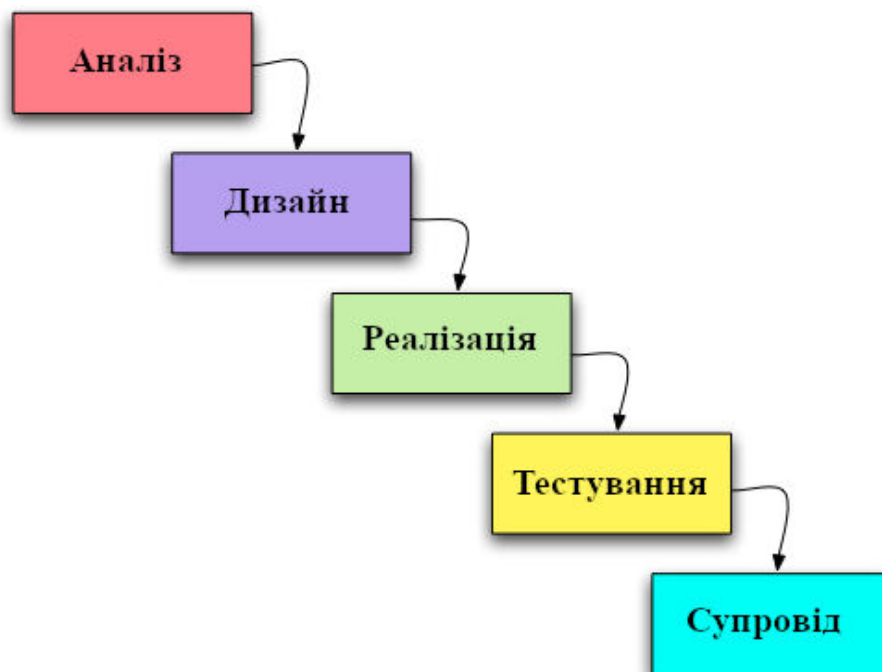 Аналіз
Дизайн
Реалізація
Тестування
Супровід